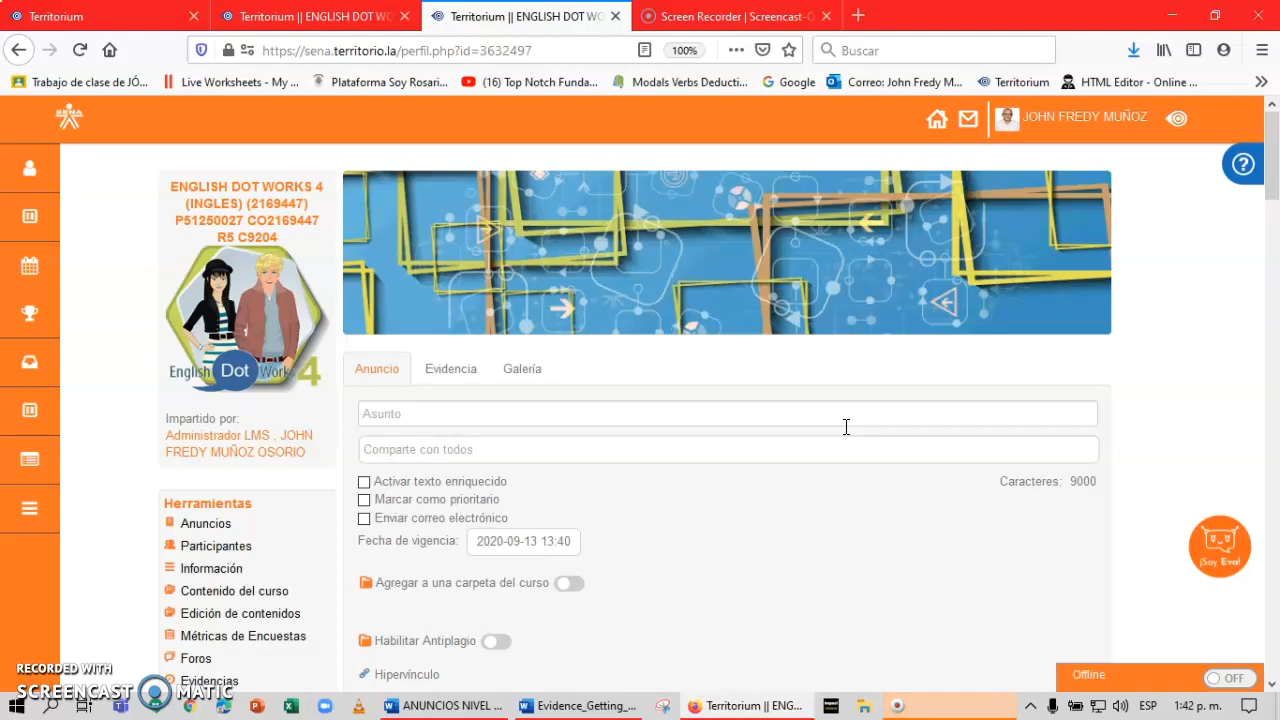 Territorium
Territorium || ENGLISH DOT WO
Territorium || ENGLISH DOT WO
Screen Recorder | Screencast-O
https://sena.territorio.la/perfil.php?id=3632497
100%
Buscar
Trabajo de clase de JÓ...
Live Worksheets - My ...
Plataforma Soy Rosari...
(16) Top Notch Funda...
Modals Verbs Deducti...
Google
Correo: John Fredy M...
Territorium
HTML Editor - Online ...
SENA
JOHN FREDY MUÑOZ
ENGLISH DOT WORKS 4
(INGLES) (2169447)
P51250027 CO2169447
R5 C9204
English Dot Works 4
Impartido por:
Administrador LMS , JOHN
FREDY MUÑOZ OSORIO
Herramientas
Anuncios
Participantes
Información
Contenido del curso
Edición de contenidos
Métricas de Encuestas
Foros
Evidencias
Anuncio
Evidencia
Galería
Asunto
Comparte con todos
Activar texto enriquecido
Caracteres: 9000
Marcar como prioritario
Enviar correo electrónico
Fecha de vigencia: 2020-09-13 13:40
Agregar a una carpeta del curso
Habilitar Antiplagio
Hipervínculo
¡Soy Evo!
Offline
OFF
RECORDED WITH
SCREENCAST MATIC
ANUNCIOS NIVEL ...
Evidence_Getting_...
Territorium || ENG...
ESP
1:42 p. m.